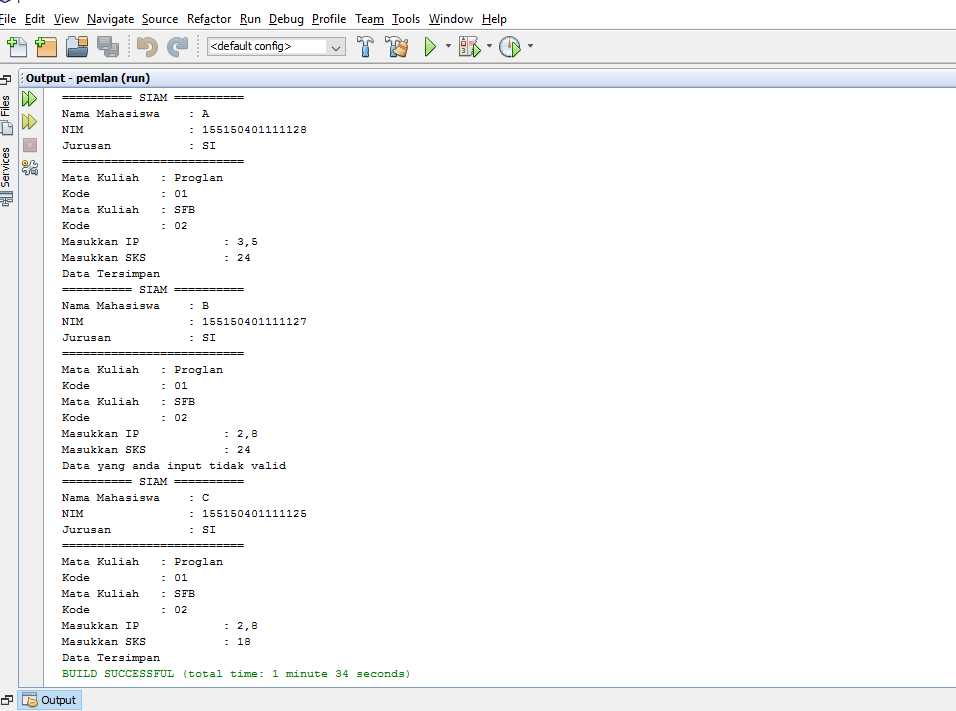 File Edit View Navigate Source Refactor Run Debug Profile Team Tools Window Help
<default config>
Output - pemlan (run)
Files
Services
========== SIAM ==========
Nama Mahasiswa : A
NIM : 155150401111128
Jurusan : SI
==========================
Mata Kuliah : Proglan
Kode : 01
Mata Kuliah : SFB
Kode : 02
Masukkan IP : 3,5
Masukkan SKS : 24
Data Tersimpan
========== SIAM ==========
Nama Mahasiswa : B
NIM : 155150401111127
Jurusan : SI
==========================
Mata Kuliah : Proglan
Kode : 01
Mata Kuliah : SFB
Kode : 02
Masukkan IP : 2,8
Masukkan SKS : 24
Data yang anda input tidak valid
========== SIAM ==========
Nama Mahasiswa : C
NIM : 155150401111125
Jurusan : SI
==========================
Mata Kuliah : Proglan
Kode : 01
Mata Kuliah : SFB
Kode : 02
Masukkan IP : 2,8
Masukkan SKS : 18
Data Tersimpan
BUILD SUCCESSFUL (total time: 1 minute 34 seconds)
Output